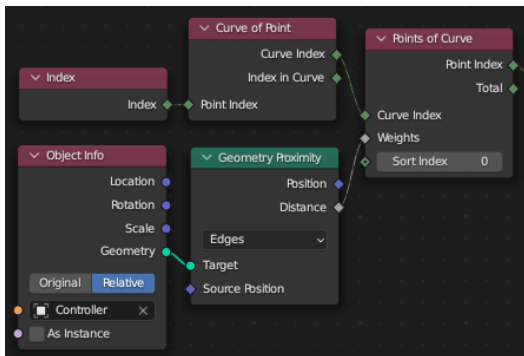 Index
Index
Curve of Point
Curve Index
Index in Curve
Point Index
Points of Curve
Point Index
Total
Curve Index
Weights
Sort Index 0
Object Info
Location
Rotation
Scale
Geometry
Original Relative
Controller
As Instance
Geometry Proximity
Position
Distance
Edges
Target
Source Position